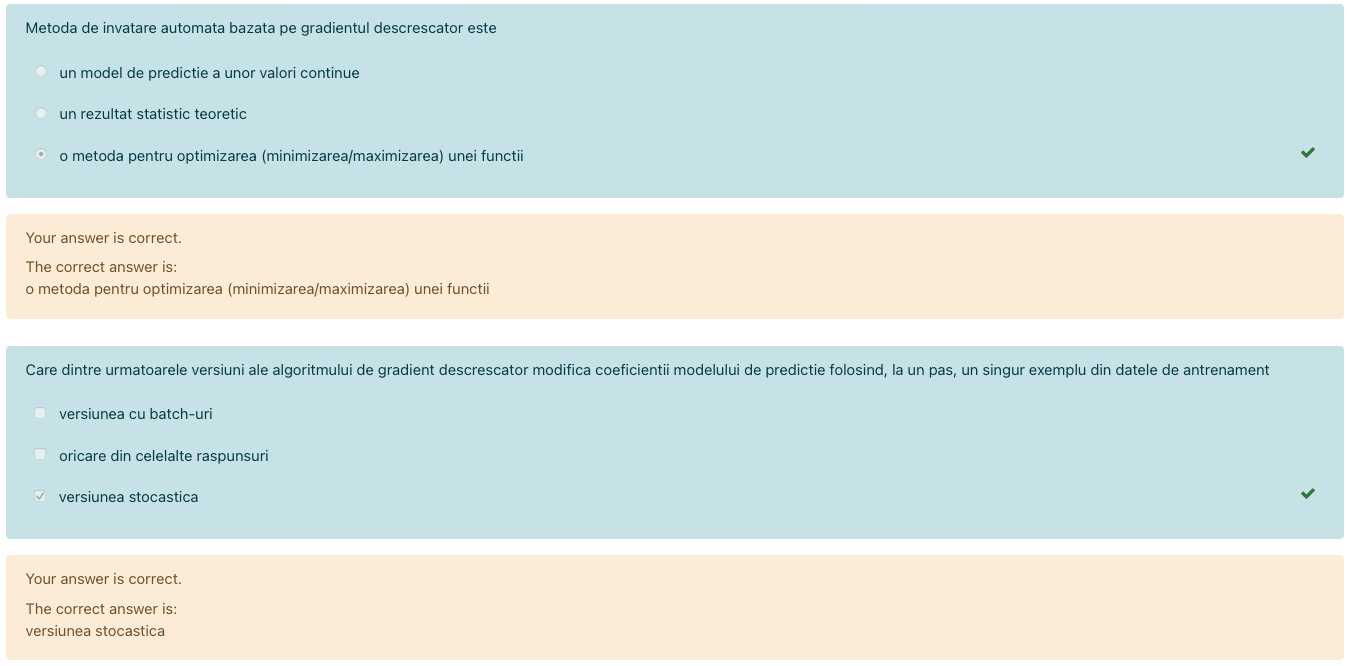 Metoda de invatare automata bazata pe gradientul descrescator este
un model de predictie a unor valori continue
un rezultat statistic teoretic
o metoda pentru optimizarea (minimizarea/maximizarea) unei functii
Your answer is correct.
The correct answer is:
o metoda pentru optimizarea (minimizarea/maximizarea) unei functii
Care dintre urmatoarele versiuni ale algoritmului de gradient descrescator modifica coeficientii modelului de predictie folosind, la un pas, un singur exemplu din datele de antrenament
versiunea cu batch-uri
oricare din celelalte raspunsuri
versiunea stocastica
Your answer is correct.
The correct answer is:
versiunea stocastica